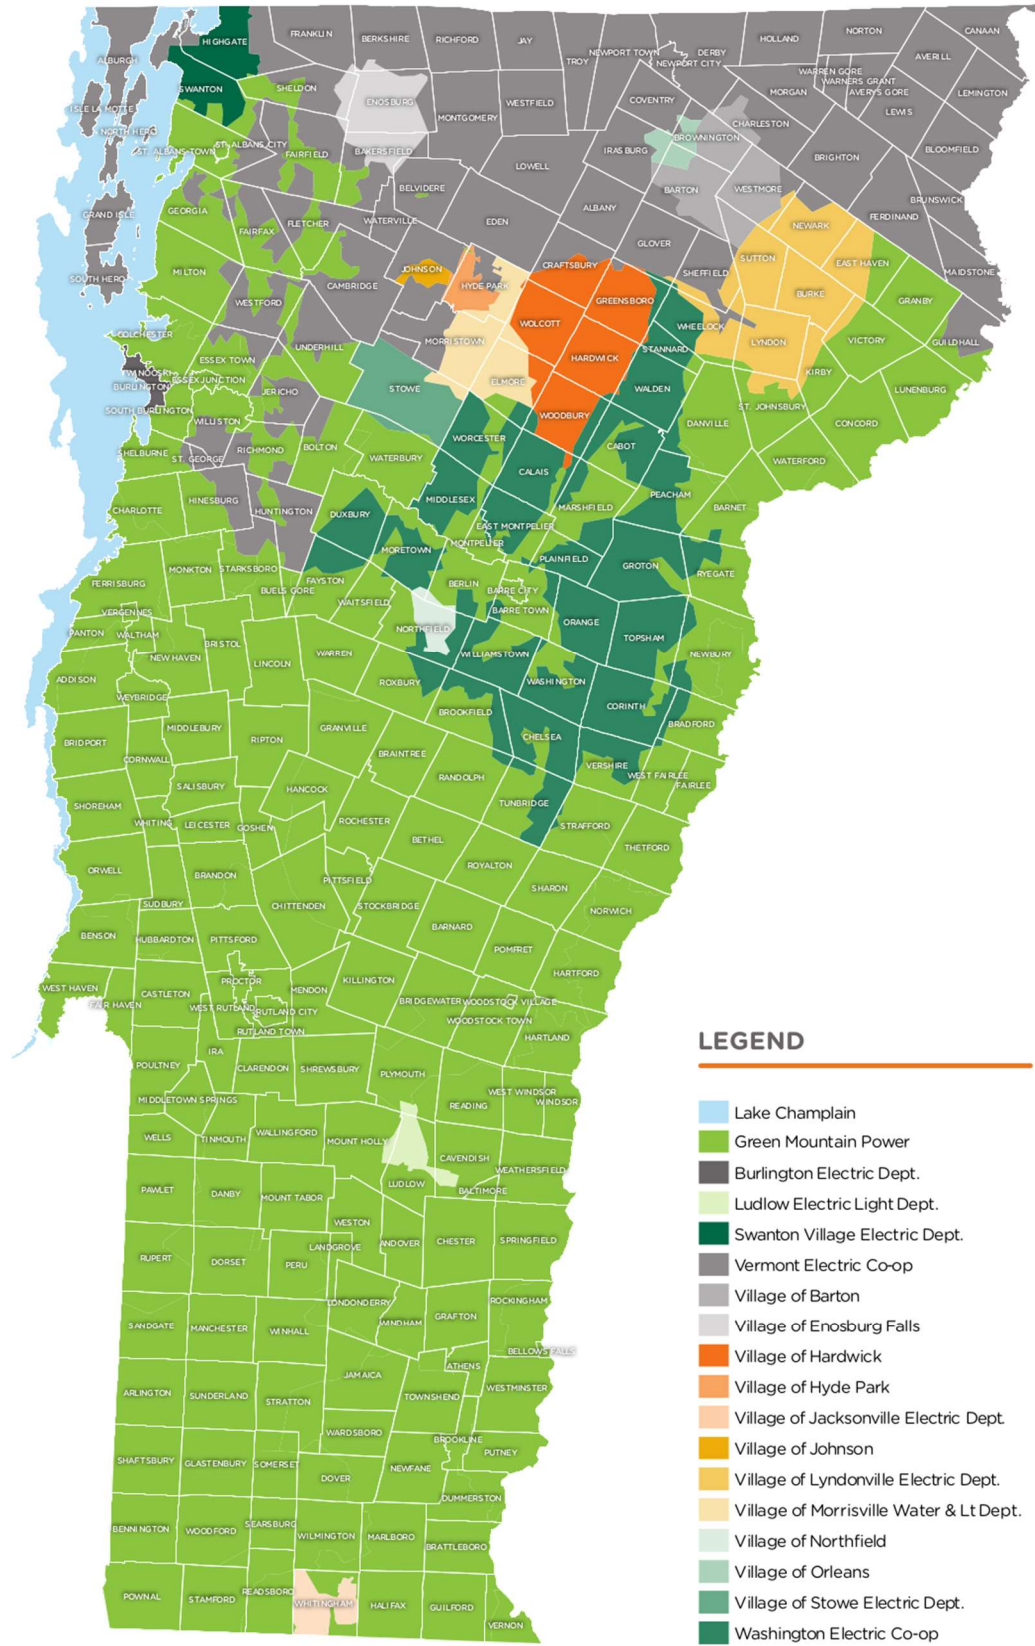 FRANKLIN
BERKSHIRE
RICHFORD
JAY
TROY
NEWPORT TOWN
NEWPORT CITY
DERBY
HOLLAND
NORTON
CANAAN
HIGHGATE
ALBURGH
AVERILL
WARREN GORE
WARNERS GRANT
AVERYS GORE
LEMINGTON
SWANTON
SHELDON
ENOSBURG
MONTGOMERY
WESTFIELD
COVENTRY
MORGAN
LEWIS
ISLE LA MOTTE
NORTH HERO
CHARLESTON
BROWNINGTON
ST. ALBANS TOWN
ST. ALBANS CITY
FAIRFIELD
BAKERSFIELD
LOWELL
IRASBURG
BRIGHTON
BLOOMFIELD
BELVIDERE
BARTON
WESTMORE
BRUNSWICK
FERDINAND
GRAND ISLE
GEORGIA
FAIRFAX
FLETCHER
WATERVILLE
EDEN
ALBANY
NEWARK
GLOVER
SUTTON
EAST HAVEN
MAIDSTONE
SOUTH HERO
MILTON
CAMBRIDGE
JOHNSON
HYDE PARK
CRAFTSBURY
SHEFFIELD
BURKE
GRANBY
WESTFORD
GREENSBORO
WOLCOTT
WHEELOCK
COLCHESTER
UNDERHILL
MORRISTOWN
STANNARD
LYNDON
VICTORY
GUILDHALL
ESSEX TOWN
HARDWICK
WINOOSKI
BURLINGTON
ESSEX JUNCTION
JERICHO
STOWE
ELMORE
WALDEN
KIRBY
LUNENBURG
SOUTH BURLINGTON
WILLISTON
WOODBURY
ST. JOHNSBURY
DANVILLE
CONCORD
SHELBURNE
ST. GEORGE
RICHMOND
BOLTON
WATERBURY
WORCESTER
CABOT
WATERFORD
CALAIS
HINESBURG
HUNTINGTON
DUXBURY
MIDDLESEX
MARSHFIELD
PEACHAM
BARNET
CHARLOTTE
EAST MONTPELIER
MONTPELIER
MORETOWN
PLAINFIELD
GROTON
RYEGATE
FERRISBURG
MONKTON
STARKSBORO
BUELS GORE
FAYSTON
WAITSFIELD
BERLIN
BARRE CITY
BARRE TOWN
VERGENNES
PANTON
WALTHAM
NORTHFIELD
ORANGE
TOPSHAM
NEW HAVEN
BRISTOL
LINCOLN
WARREN
WILLIAMSTOWN
NEWBURY
ADDISON
WEYBRIDGE
ROXBURY
WASHINGTON
CORINTH
BROOKFIELD
BRADFORD
BRIDPORT
MIDDLEBURY
RIPTON
GRANVILLE
CHELSEA
CORNWALL
BRAINTREE
RANDOLPH
VERSHIRE
WEST FAIRLEE
FAIRLEE
SHOREHAM
SALISBURY
HANCOCK
TUNBRIDGE
WHITING
LEICESTER
GOSHEN
ROCHESTER
STRAFFORD
BETHEL
THETFORD
ORWELL
BRANDON
PITTSFIELD
ROYALTON
SHARON
SUDBURY
CHITTENDEN
STOCKBRIDGE
NORWICH
BENSON
HUBBARDTON
PITTSFORD
BARNARD
POMFRET
HARTFORD
WEST HAVEN
FAIR HAVEN
CASTLETON
PROCTOR
MENDON
KILLINGTON
WEST RUTLAND
RUTLAND CITY
BRIDGEWATER
WOODSTOCK VILLAGE
WOODSTOCK TOWN
RUTLAND TOWN
HARTLAND
POULTNEY
IRA
CLARENDON
SHREWSBURY
PLYMOUTH
MIDDLETOWN SPRINGS
READING
WEST WINDSOR
WINDSOR
WELLS
TINMOUTH
WALLINGFORD
MOUNT HOLLY
CAVENDISH
WEATHERSFIELD
PAWLET
DANBY
MOUNT TABOR
LUDLOW
BALTIMORE
WESTON
LANDGROVE
ANDOVER
CHESTER
SPRINGFIELD
RUPERT
DORSET
PERU
LONDONDERRY
ROCKINGHAM
SANDGATE
MANCHESTER
WINHALL
WINDHAM
GRAFTON
BELLOWS FALLS
ATHENS
JAMAICA
ARLINGTON
SUNDERLAND
STRATTON
TOWNSHEND
WESTMINSTER
WARDSBORO
BROOKLINE
PUTNEY
SHAFTSBURY
GLASTENBURY
SOMERSET
DOVER
NEWFANE
DUMMERSTON
BENNINGTON
WOODFORD
SEARSBURG
WILMINGTON
MARLBORO
BRATTLEBORO
POWNAL
STAMFORD
READSBORO
WHITINGHAM
HALIFAX
GUILFORD
VERNON
LEGEND
Lake Champlain
Green Mountain Power
Burlington Electric Dept.
Ludlow Electric Light Dept.
Swanton Village Electric Dept.
Vermont Electric Co-op
Village of Barton
Village of Enosburg Falls
Village of Hardwick
Village of Hyde Park
Village of Jacksonville Electric Dept.
Village of Johnson
Village of Lyndonville Electric Dept.
Village of Morrisville Water & Lt Dept.
Village of Northfield
Village of Orleans
Village of Stowe Electric Dept.
Washington Electric Co-op